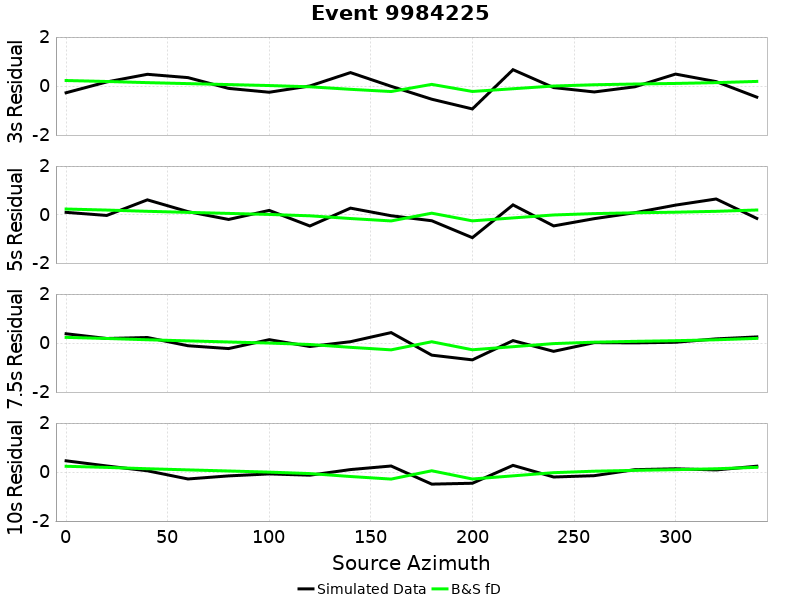 Event 9984225
3s Residual
2
0
-2
5s Residual
2
0
-2
7.5s Residual
2
0
-2
10s Residual
2
0
-2
0 50 100 150 200 250 300
Source Azimuth
Simulated Data B&S fD